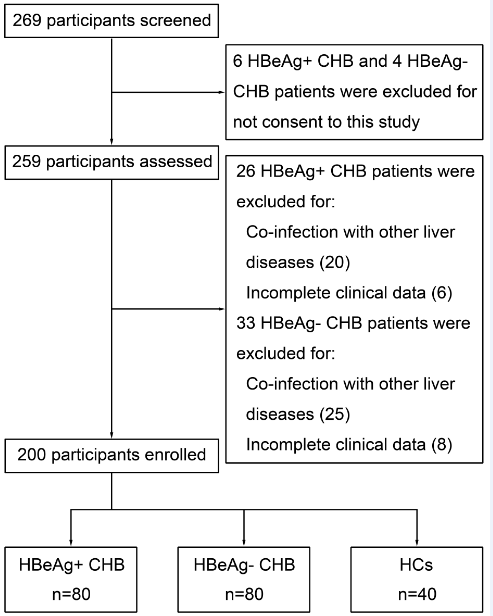 269 participants screened
6 HBeAg+ CHB and 4 HBeAg-
CHB patients were excluded for
not consent to this study
259 participants assessed
26 HBeAg+ CHB patients were
excluded for:
Co-infection with other liver
diseases (20)
Incomplete clinical data (6)
33 HBeAg- CHB patients were
excluded for:
Co-infection with other liver
diseases (25)
Incomplete clinical data (8)
200 participants enrolled
HBeAg+ CHB
n=80
HBeAg- CHB
n=80
HCs
n=40